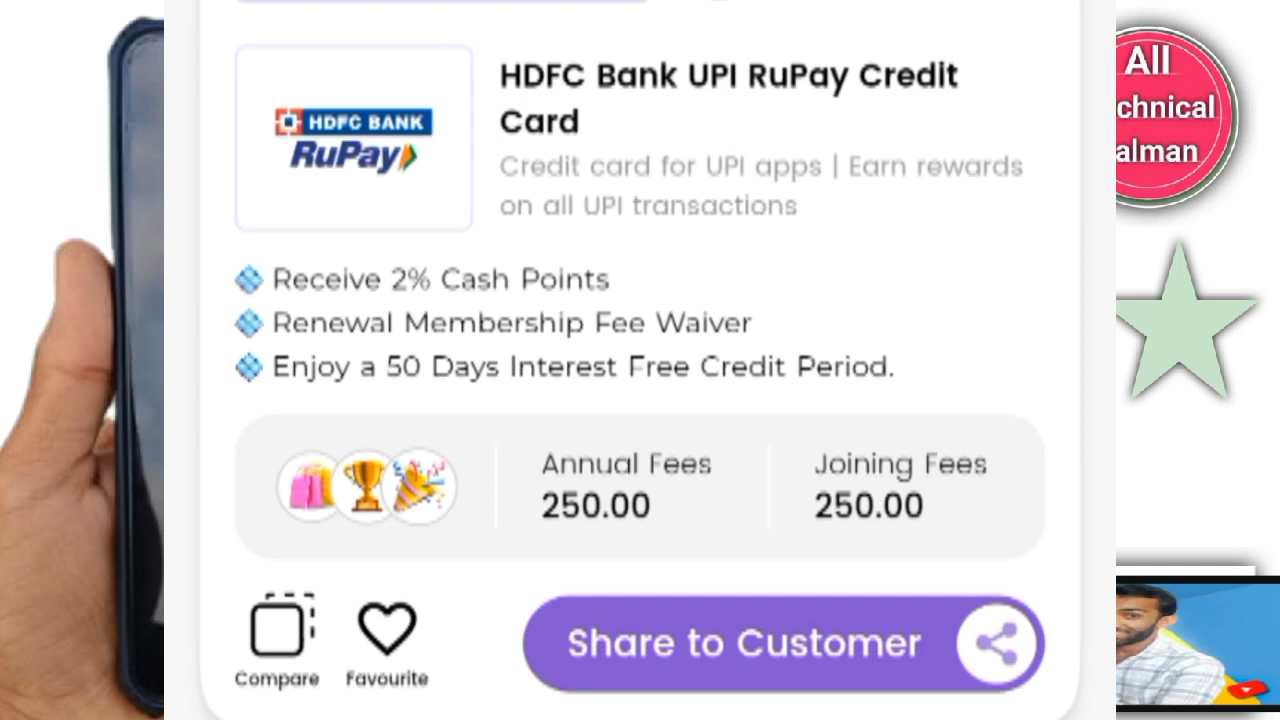 HDFC Bank UPI RuPay Credit
Card
HDFC BANK
RuPay
Credit card for UPI apps | Earn rewards
on all UPI transactions
Receive 2% Cash Points
Renewal Membership Fee Waiver
Enjoy a 50 Days Interest Free Credit Period.
Annual Fees
250.00
Joining Fees
250.00
Compare
Favourite
Share to Customer
All
chnical
alman